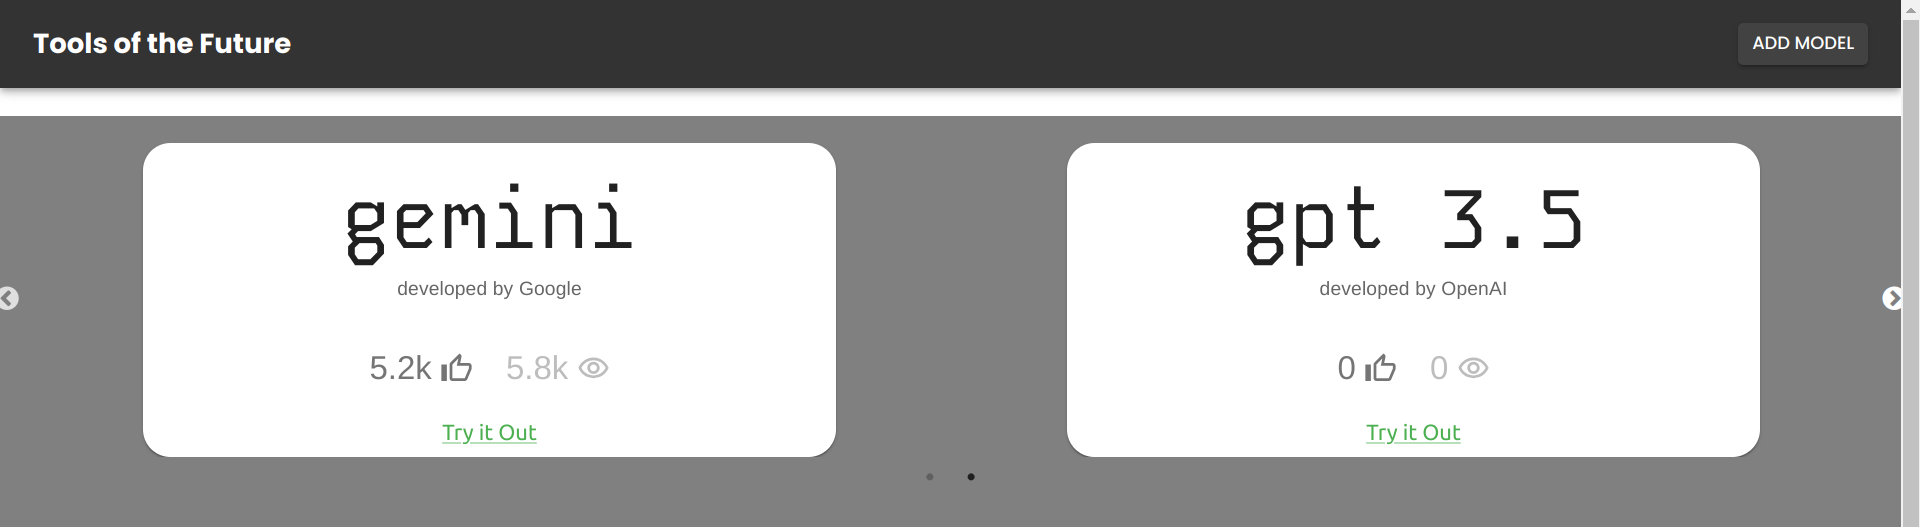 Tools of the Future
ADD MODEL
gemini
developed by Google
5.2k 5.8k
Try it Out
gpt 3.5
developed by OpenAI
0 0
Try it Out